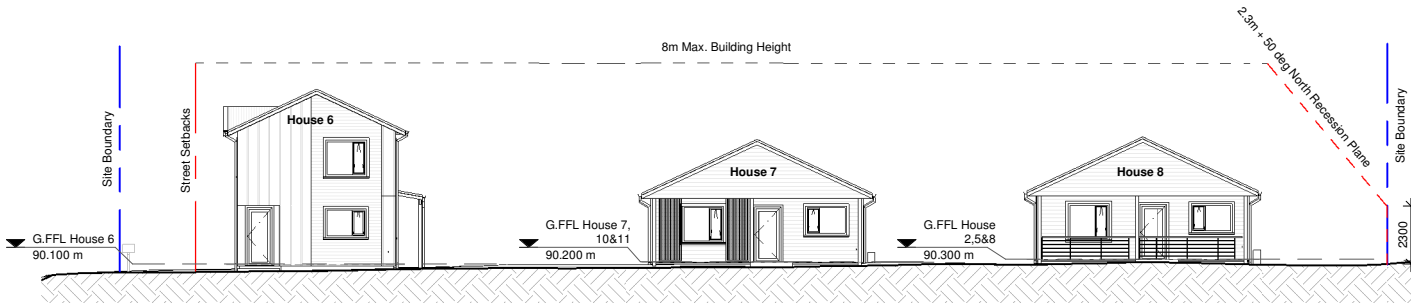 8m Max. Building Height
2.3m + 50 deg North Recession Plane
Site Boundary
Street Setbacks
House 6
House 7
House 8
Site Boundary
G.FFL House 6
90.100 m
G.FFL House 7,
10&11
90.200 m
G.FFL House
2,5&8
90.300 m
2300